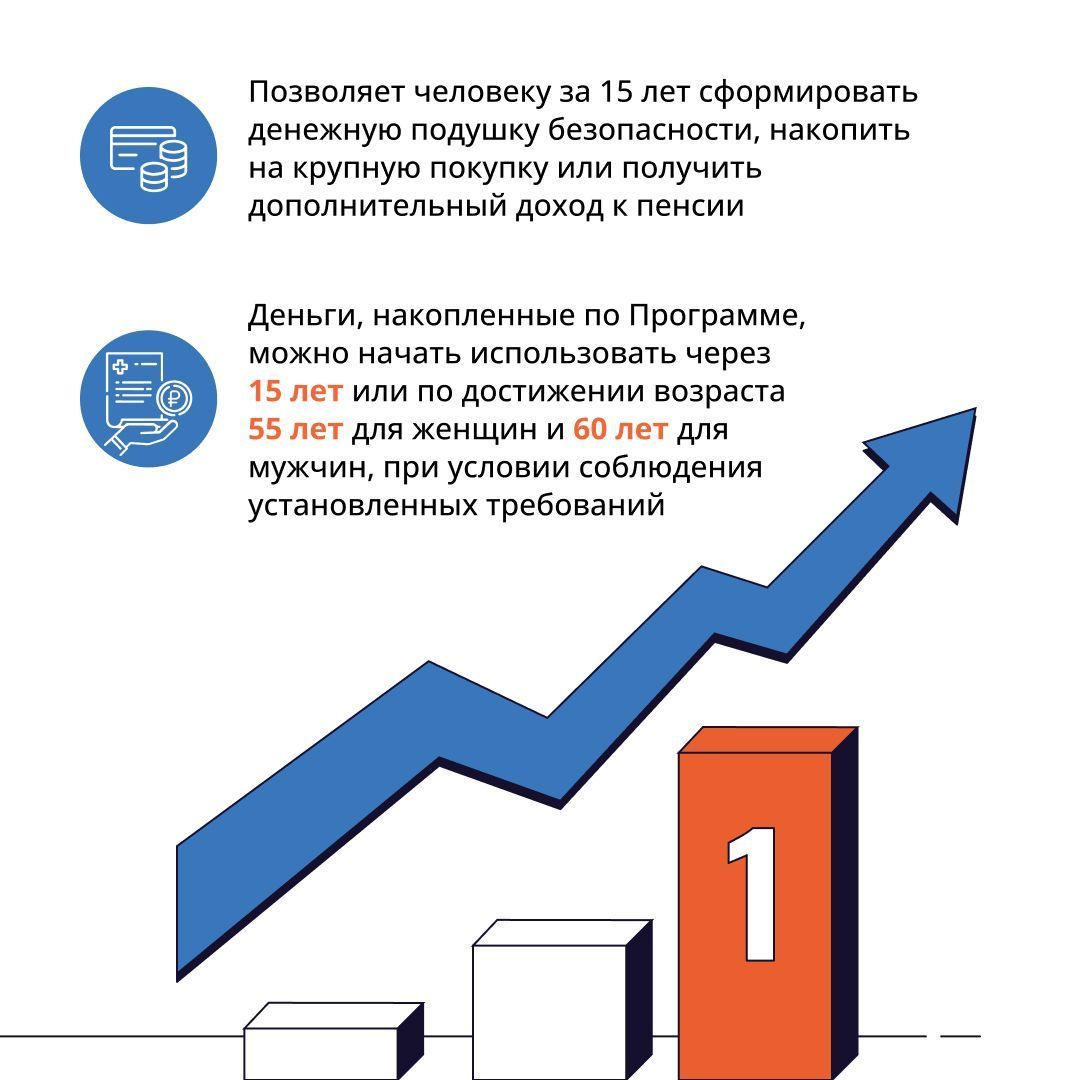 Позволяет человеку за 15 лет сформировать
денежную подушку безопасности, накопить
на крупную покупку или получить
дополнительный доход к пенсии
Деньги, накопленные по Программе,
можно начать использовать через
15 лет или по достижении возраста
55 лет для женщин и 60 лет для
мужчин, при условии соблюдения
установленных требований
1